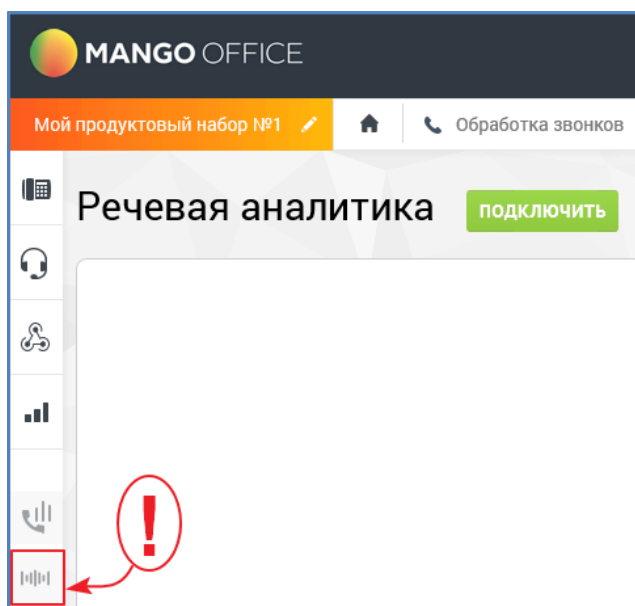 MANGO OFFICE
Мой продуктовый набор №1
Обработка звонков
Речевая аналитика
ПОДКЛЮЧИТЬ
!